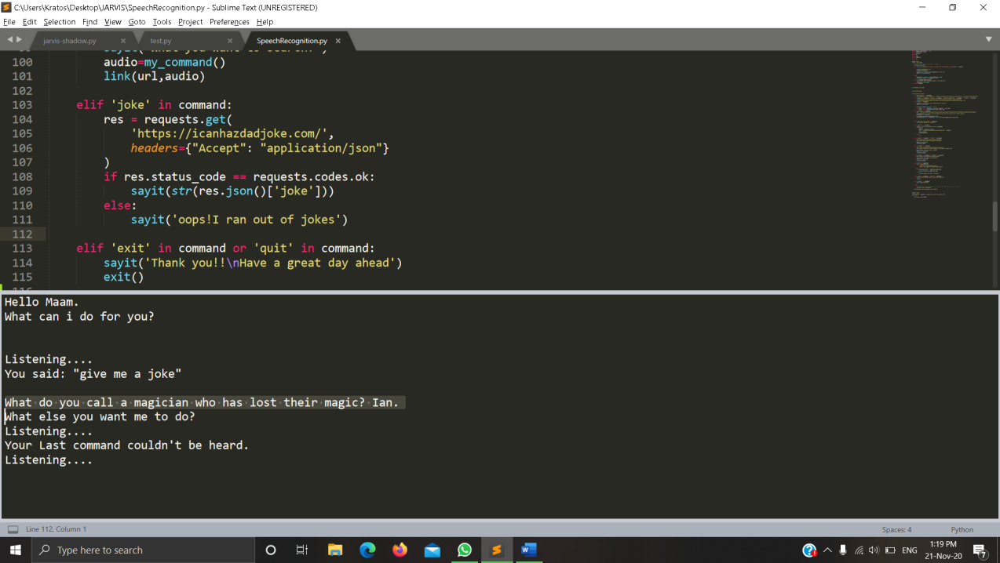 C:\Users\Kratos\Desktop\JARVIS\SpeechRecognition.py - Sublime Text (UNREGISTERED)
File Edit Selection Find View Goto Tools Project Preferences Help
jarvis-shadow.py test.py SpeechRecognition.py
100 audio=my_command()
101 link(url,audio)
102
103 elif 'joke' in command:
104 res = requests.get(
105 'https://icanhazdadjoke.com/',
106 headers={"Accept": "application/json"}
107 )
108 if res.status_code == requests.codes.ok:
109 sayit(str(res.json()['joke']))
110 else:
111 sayit('oops!I ran out of jokes')
112
113 elif 'exit' in command or 'quit' in command:
114 sayit('Thank you!!\nHave a great day ahead')
115 exit()
Hello Maam.
What can i do for you?
Listening....
You said: "give me a joke"
What do you call a magician who has lost their magic? Ian.
What else you want me to do?
Listening....
Your Last command couldn't be heard.
Listening....
Line 112, Column 1 Spaces: 4 Python
Type here to search ENG 1:19 PM
21-Nov-20 7